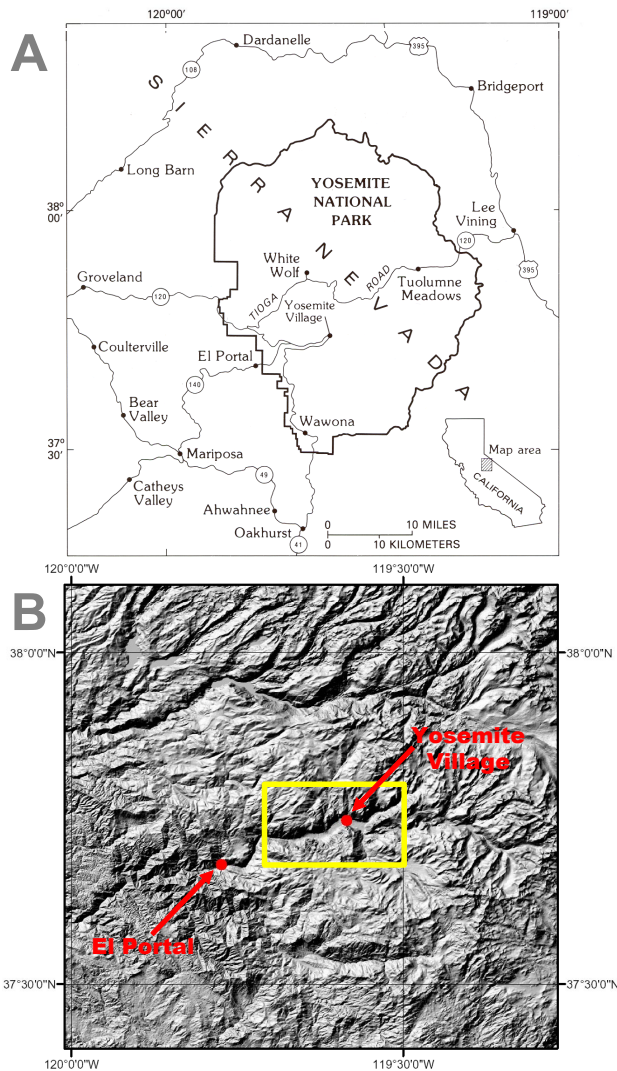 A
120°00′
119°00′
Dardanelle
395
108
Bridgeport
SIERRA NEVADA
Long Barn
YOSEMITE
NATIONAL
PARK
38°
00′
Lee
Vining
120
White
Wolf
395
Groveland
TIOGA ROAD
Tuolumne
Meadows
120
Yosemite
Village
Coulterville
El Portal
140
Bear
Valley
Wawona
37°
30′
Mariposa
Map area
CALIFORNIA
49
Catheys
Valley
Ahwahnee
Oakhurst
41
0 10 MILES
0 10 KILOMETERS
120°0'0"W
119°30'0"W
B
38°0'0"N
38°0'0"N
Yosemite
Village
El Portal
37°30'0"N
37°30'0"N
120°0'0"W
119°30'0"W